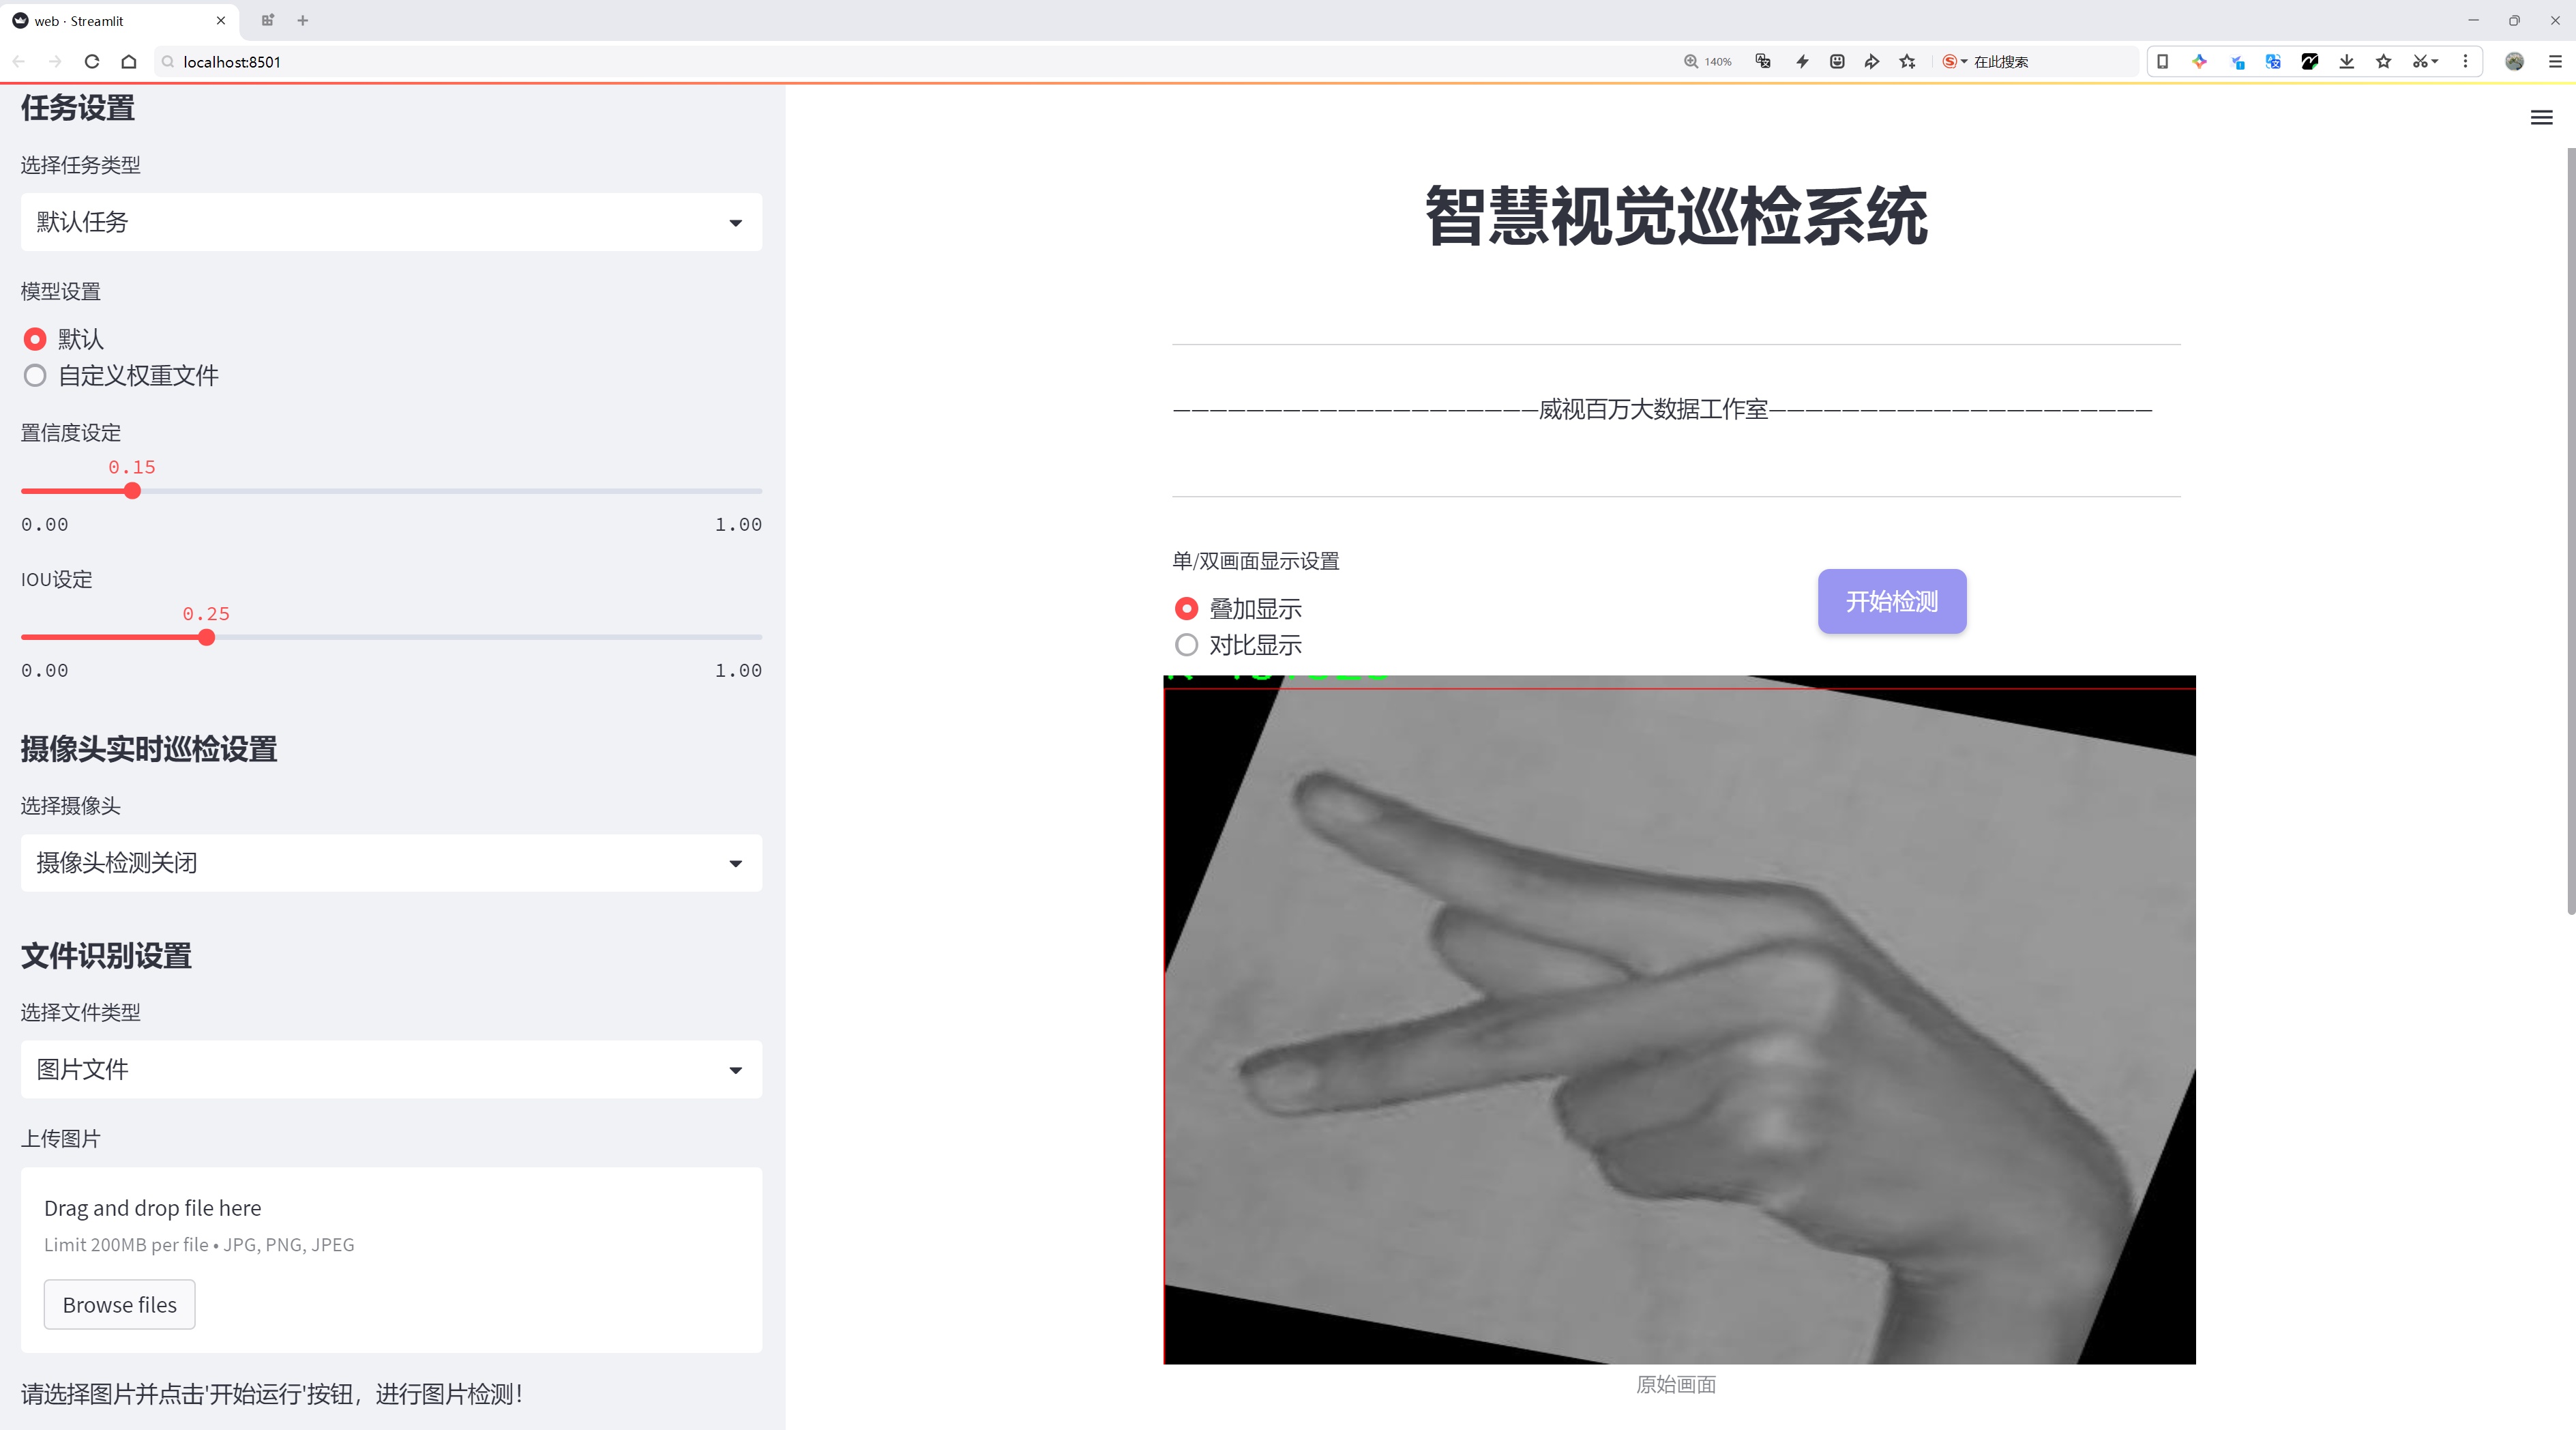 web · Streamlit
localhost:8501
140%
在此搜索
任务设置
选择任务类型
默认任务
模型设置
默认
自定义权重文件
置信度设定
0.15
0.00
1.00
IOU设定
0.25
0.00
1.00
摄像头实时巡检设置
选择摄像头
摄像头检测关闭
文件识别设置
选择文件类型
图片文件
上传图片
Drag and drop file here
Limit 200MB per file • JPG, PNG, JPEG
Browse files
请选择图片并点击'开始运行'按钮，进行图片检测！
智慧视觉巡检系统
————————————————————威视百万大数据工作室—————————————————————
单/双画面显示设置
叠加显示
对比显示
开始检测
原始画面